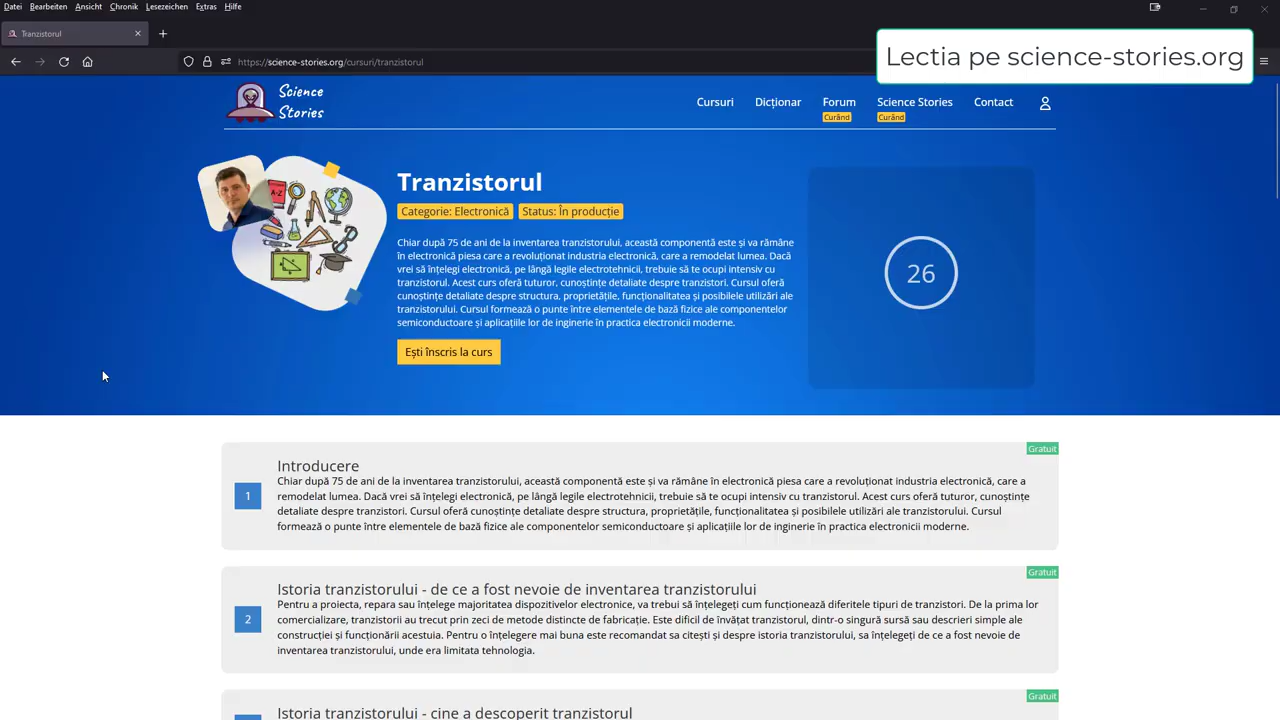 Datei Bearbeiten Ansicht Chronik Lesezeichen Extras Hilfe
Tranzistorul
Lectia pe science-stories.org
https://science-stories.org/cursuri/tranzistorul
Science
Stories
Cursuri Dicționar Forum Science Stories Contact
Curând Curând
Tranzistorul
Categorie: Electronică Status: În producție
Chiar după 75 de ani de la inventarea tranzistorului, această componentă este și va rămâne
în electronică piesa care a revoluționat industria electronică, care a remodelat lumea. Dacă
vrei să înțelegi electronică, pe lângă legile electrotehnicii, trebuie să te ocupi intensiv cu
tranzistorul. Acest curs oferă tuturor, cunoștințe detaliate despre tranzistori. Cursul oferă
cunoștințe detaliate despre structura, proprietățile, funcționalitatea și posibilele utilizări ale
tranzistorului. Cursul formează o punte între elementele de bază fizice ale componentelor
semiconductoare și aplicațiile lor de inginerie în practica electronicii moderne.
26
Ești înscris la curs
Gratuit
Introducere
1
Chiar după 75 de ani de la inventarea tranzistorului, această componentă este și va rămâne în electronică piesa care a revoluționat industria electronică, care a
remodelat lumea. Dacă vrei să înțelegi electronică, pe lângă legile electrotehnicii, trebuie să te ocupi intensiv cu tranzistorul. Acest curs oferă tuturor, cunoștințe
detaliate despre tranzistori. Cursul oferă cunoștințe detaliate despre structura, proprietățile, funcționalitatea și posibilele utilizări ale tranzistorului. Cursul
formează o punte între elementele de bază fizice ale componentelor semiconductoare și aplicațiile lor de inginerie în practica electronicii moderne.
Gratuit
Istoria tranzistorului - de ce a fost nevoie de inventarea tranzistorului
2
Pentru a proiecta, repara sau înțelege majoritatea dispozitivelor electronice, va trebui să înțelegeți cum funcționează diferitele tipuri de tranzistori. De la prima lor
comercializare, tranzistorii au trecut prin zeci de metode distincte de fabricație. Este dificil de învățat tranzistorul, dintr-o singură sursă sau descrieri simple ale
construcției și funcționării acestuia. Pentru o înțelegere mai buna este recomandat sa citești și despre istoria tranzistorului, sa înțelegeți de ce a fost nevoie de
inventarea tranzistorului, unde era limitata tehnologia.
Gratuit
Istoria tranzistorului - cine a descoperit tranzistorul